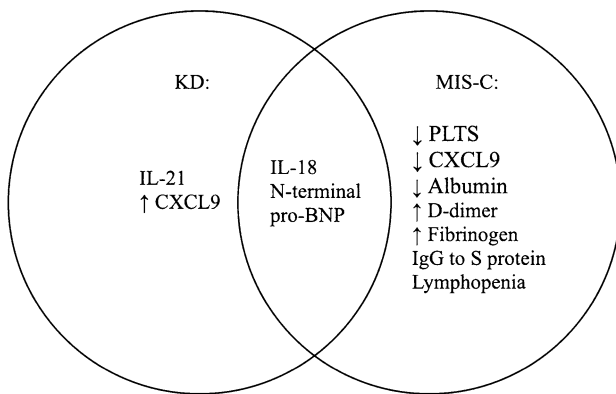 KD:
IL-21
↑ CXCL9
IL-18
N-terminal
pro-BNP
MIS-C:
↓ PLTS
↓ CXCL9
↓ Albumin
↑ D-dimer
↑ Fibrinogen
IgG to S protein
Lymphopenia